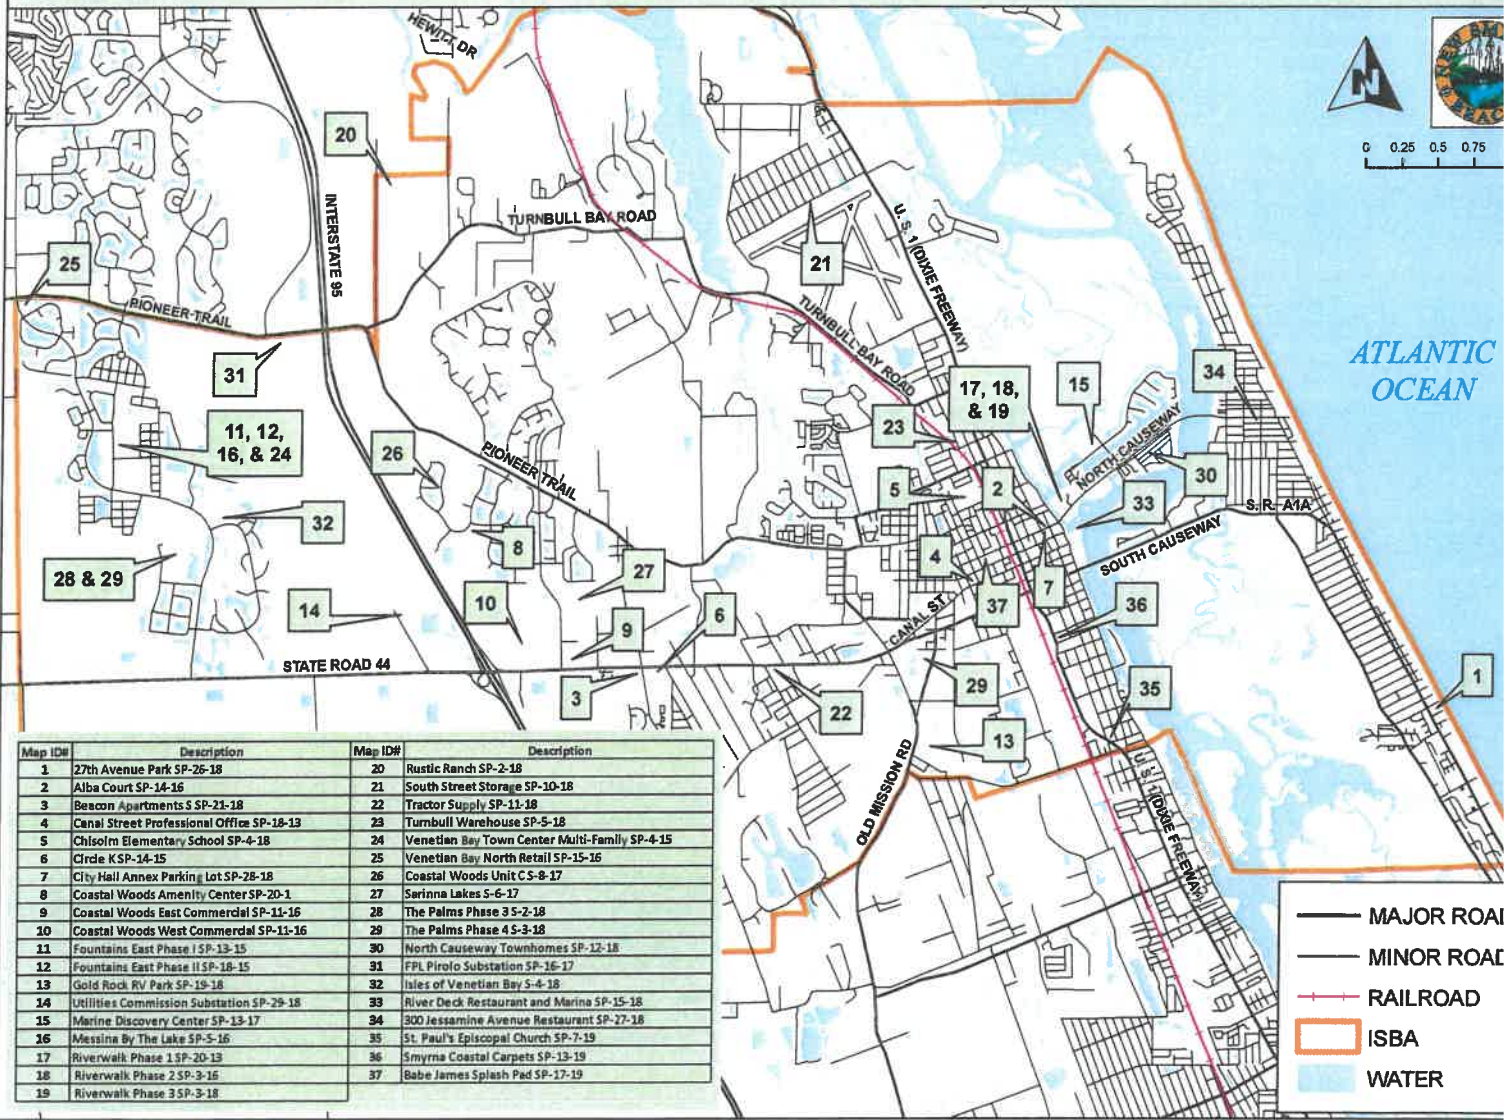 HEWITT DR
0 0.25 0.5 0.75
20
INTERSTATE 95
TURNBULL BAY ROAD
U. S. 1 (DIXIE FREEWAY)
21
25
PIONEER TRAIL
TURNBULL BAY ROAD
ATLANTIC
OCEAN
31
17, 18,
& 19
15
34
11, 12,
16, & 24
23
NORTH CAUSEWAY
26
PIONEER TRAIL
5
2
30
33
S. R. A1A
32
8
SOUTH CAUSEWAY
28 & 29
27
4
7
14
10
37
36
9
6
CANAL ST
STATE ROAD 44
3
29
35
1
22
13
OLD MISSION RD
U. S. 1 (DIXIE FREEWAY)
Map ID# Description Map ID# Description
1 27th Avenue Park SP-26-18 20 Rustic Ranch SP-2-18
2 Alba Court SP-14-16 21 South Street Storage SP-10-18
3 Beacon Apartments S SP-21-18 22 Tractor Supply SP-11-18
4 Canal Street Professional Office SP-18-13 23 Turnbull Warehouse SP-5-18
5 Chisolm Elementary School SP-4-18 24 Venetian Bay Town Center Multi-Family SP-4-15
6 Circle K SP-14-15 25 Venetian Bay North Retail SP-15-16
7 City Hall Annex Parking Lot SP-28-18 26 Coastal Woods Unit C S-8-17
8 Coastal Woods Amenity Center SP-20-1 27 Sarinna Lakes S-6-17
9 Coastal Woods East Commercial SP-11-16 28 The Palms Phase 3 S-2-18
10 Coastal Woods West Commercial SP-11-16 29 The Palms Phase 4 S-3-18
11 Fountains East Phase I SP-13-15 30 North Causeway Townhomes SP-12-18
12 Fountains East Phase II SP-18-15 31 FPL Pirolo Substation SP-16-17
13 Gold Rock RV Park SP-19-18 32 Isles of Venetian Bay S-4-18
14 Utilities Commission Substation SP-29-18 33 River Deck Restaurant and Marina SP-15-18
15 Marine Discovery Center SP-13-17 34 300 Jessamine Avenue Restaurant SP-27-18
16 Messina By The Lake SP-5-16 35 St. Paul's Episcopal Church SP-7-19
17 Riverwalk Phase 1 SP-20-13 36 Smyrna Coastal Carpets SP-13-19
18 Riverwalk Phase 2 SP-3-16 37 Babe James Splash Pad SP-17-19
19 Riverwalk Phase 3 SP-3-18
MAJOR ROAD
MINOR ROAD
RAILROAD
ISBA
WATER
N